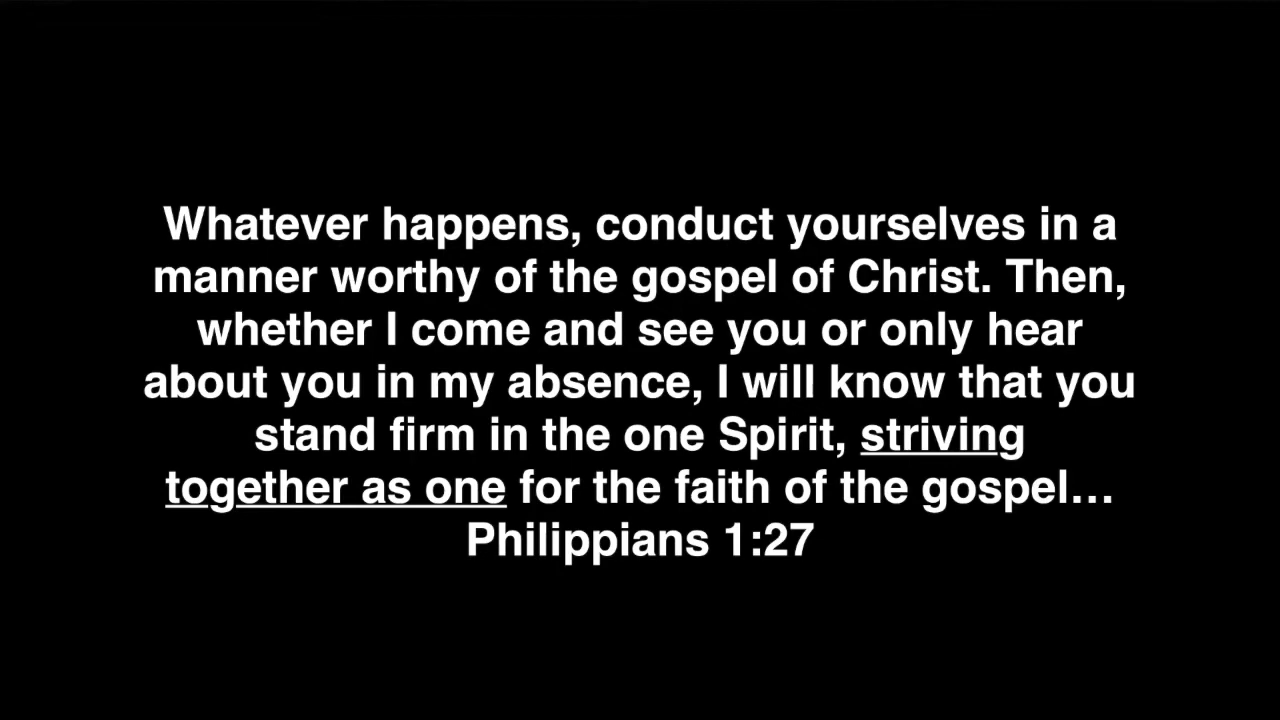 Whatever happens, conduct yourselves in a
manner worthy of the gospel of Christ. Then,
whether I come and see you or only hear
about you in my absence, I will know that you
stand firm in the one Spirit, striving
together as one for the faith of the gospel…
Philippians 1:27